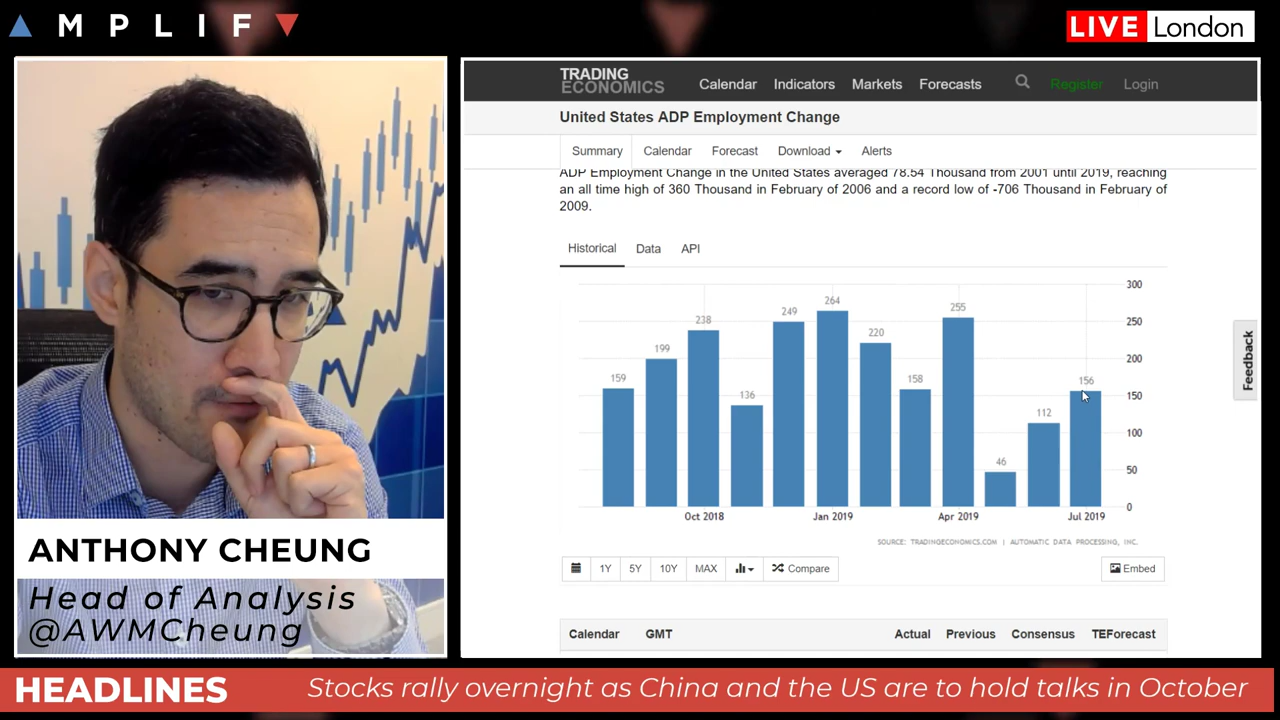 MPLIF
LIVE London
TRADING
ECONOMICS
Calendar Indicators Markets Forecasts Register Login
United States ADP Employment Change
Summary Calendar Forecast Download Alerts
ADP Employment Change in the United States averaged 78.54 Thousand from 2001 until 2019, reaching
an all time high of 360 Thousand in February of 2006 and a record low of -706 Thousand in February of
2009.
Historical Data API
159 199 238 136 249 264 220 158 255 46 112 156
300
250
200
150
100
50
0
Oct 2018 Jan 2019 Apr 2019 Jul 2019
SOURCE: TRADINGECONOMICS.COM | AUTOMATIC DATA PROCESSING, INC.
1Y 5Y 10Y MAX Compare Embed
Calendar GMT Actual Previous Consensus TEForecast
Feedback
ANTHONY CHEUNG
Head of Analysis
@AWMCheung
HEADLINES Stocks rally overnight as China and the US are to hold talks in October